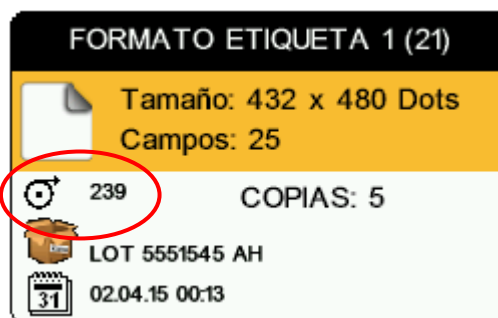 FORMATO ETIQUETA 1 (21)
Tamaño: 432 x 480 Dots
Campos: 25
239 COPIAS: 5
LOT 5551545 AH
31 02.04.15 00:13